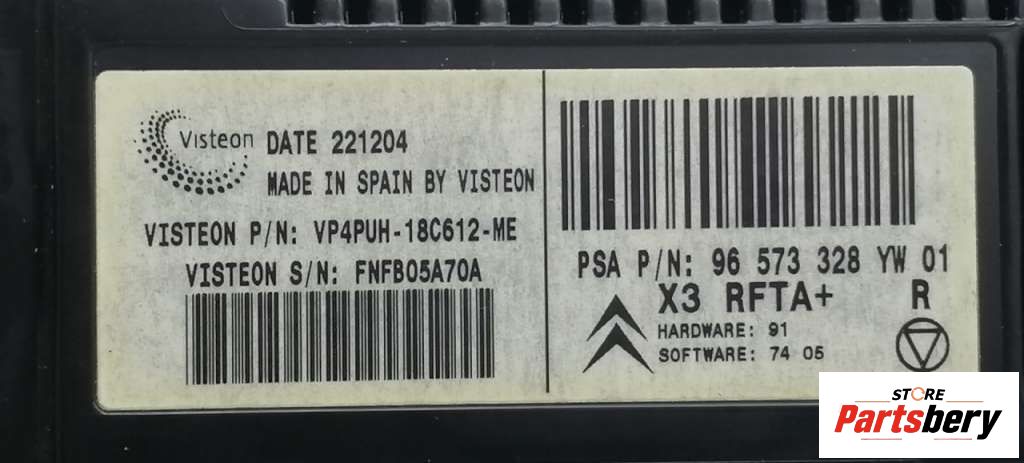 Visteon DATE 221204
MADE IN SPAIN BY VISTEON
VISTEON P/N: VP4PUH-18C612-ME
VISTEON S/N: FNFB05A70A
PSA P/N: 96 573 328 YW 01
X3 RFTA+ R
HARDWARE: 91
SOFTWARE: 74 05
STORE
Partsbery